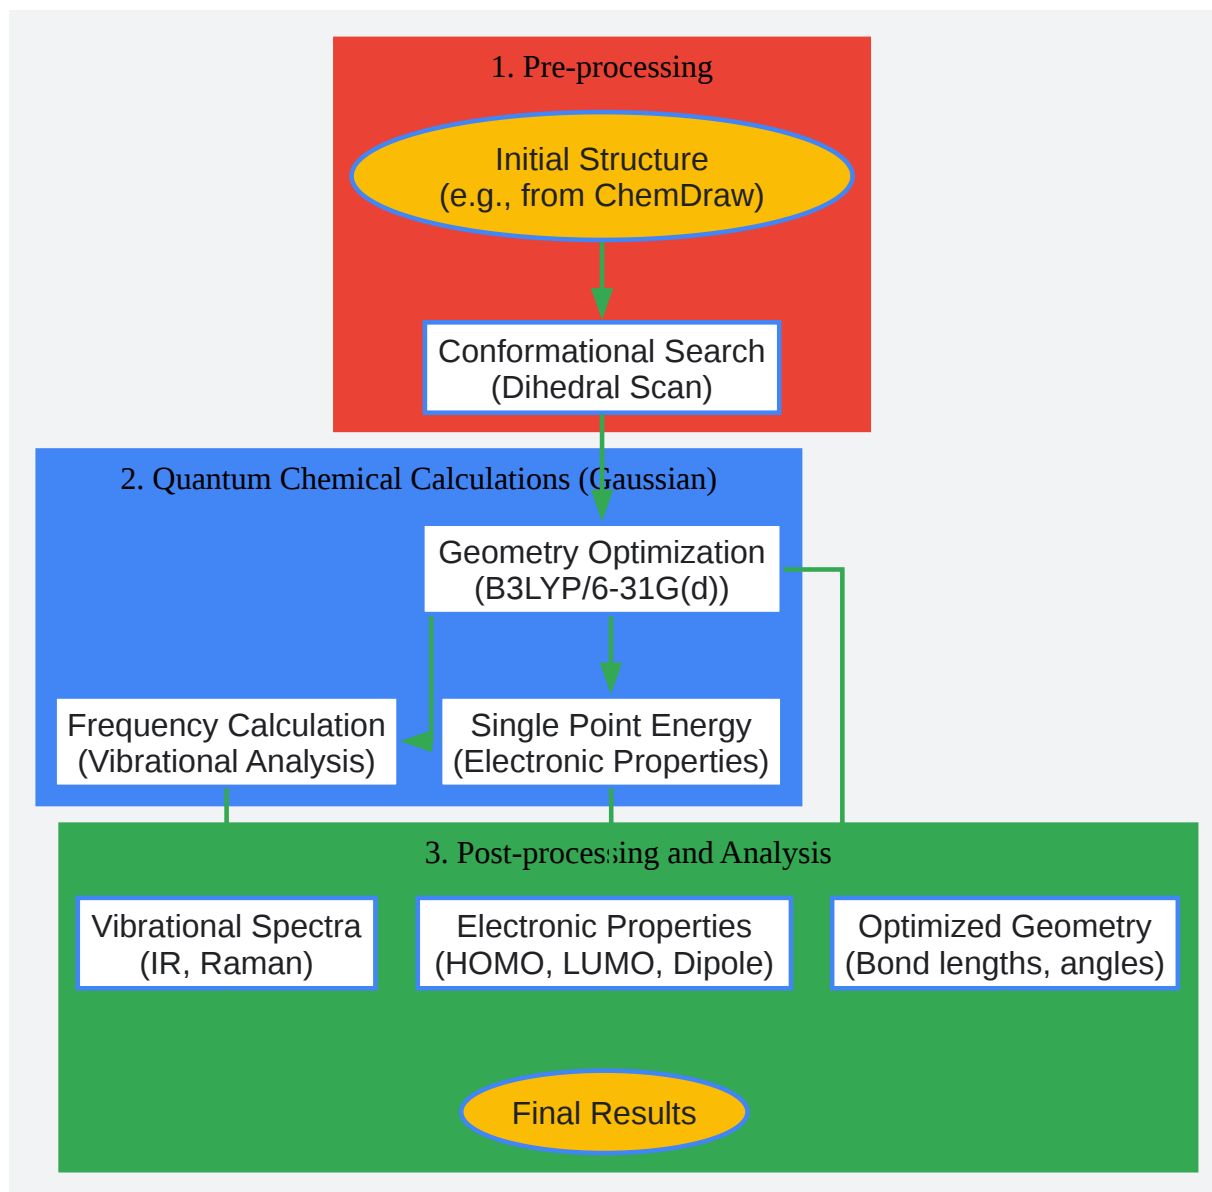 1. Pre-processing
Initial Structure
(e.g., from ChemDraw)
Conformational Search
(Dihedral Scan)
2. Quantum Chemical Calculations (Gaussian)
Geometry Optimization
(B3LYP/6-31G(d))
Frequency Calculation
(Vibrational Analysis)
Single Point Energy
(Electronic Properties)
3. Post-processing and Analysis
Vibrational Spectra
(IR, Raman)
Electronic Properties
(HOMO, LUMO, Dipole)
Optimized Geometry
(Bond lengths, angles)
Final Results